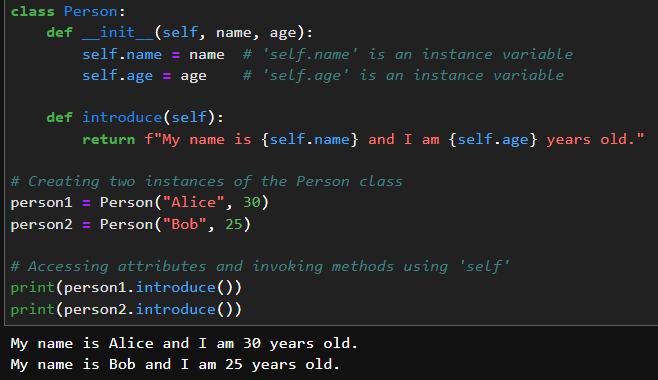 class Person:
    def __init__(self, name, age):
        self.name = name  # 'self.name' is an instance variable
        self.age = age    # 'self.age' is an instance variable

    def introduce(self):
        return f"My name is {self.name} and I am {self.age} years old."

# Creating two instances of the Person class
person1 = Person("Alice", 30)
person2 = Person("Bob", 25)

# Accessing attributes and invoking methods using 'self'
print(person1.introduce())
print(person2.introduce())
My name is Alice and I am 30 years old.
My name is Bob and I am 25 years old.